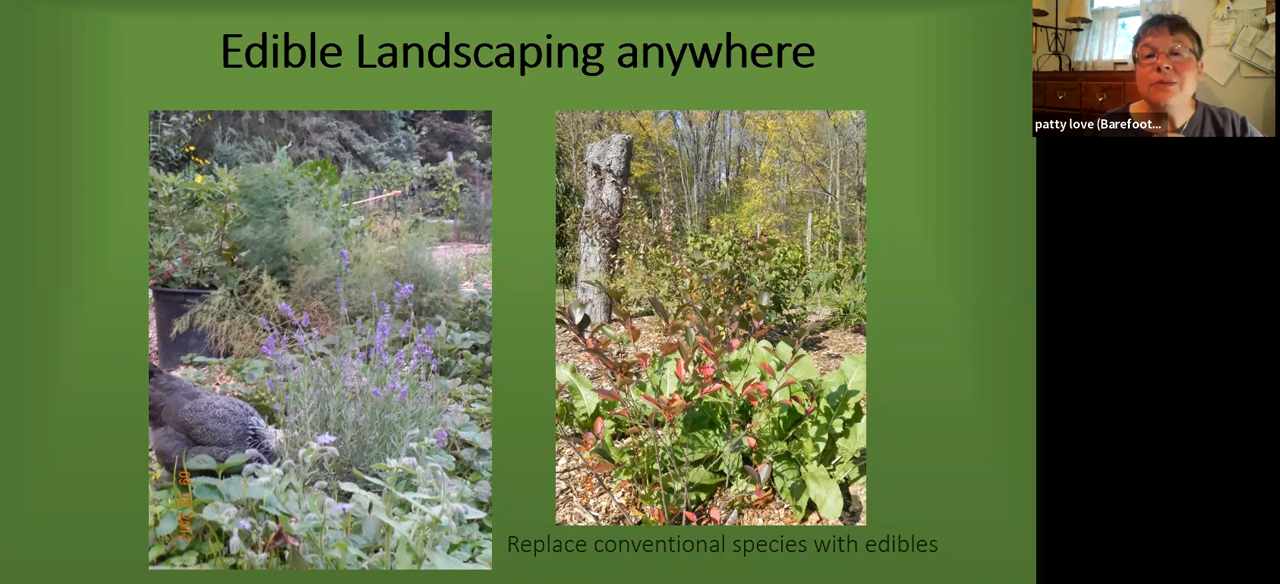 Edible Landscaping anywhere
patty love (Barefoot...
Replace conventional species with edibles